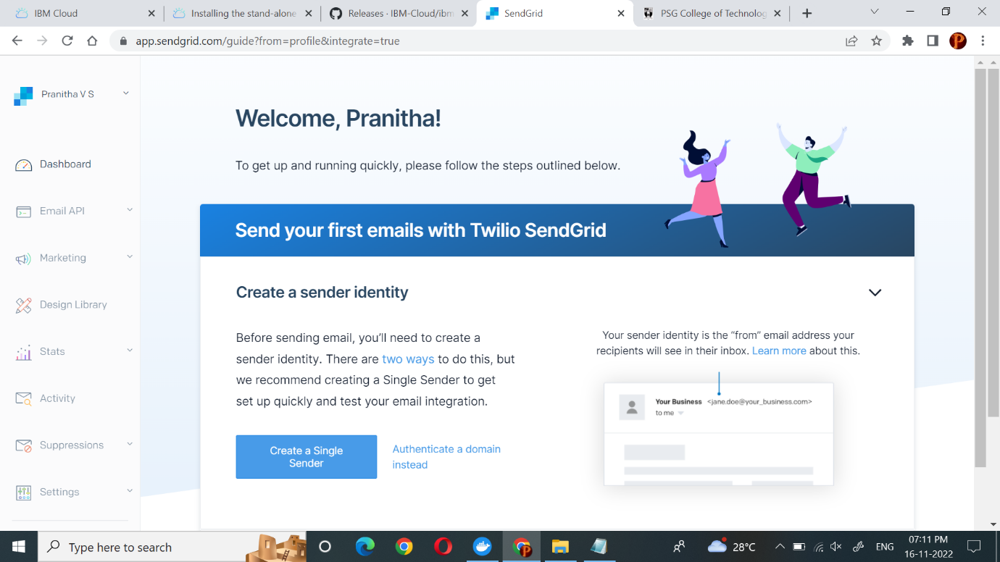 IBM Cloud
Installing the stand-alone
Releases · IBM-Cloud/ibm
SendGrid
PSG College of Technolog
app.sendgrid.com/guide?from=profile&integrate=true
P
Pranitha V S
Dashboard
Email API
Marketing
Design Library
Stats
Activity
Suppressions
Settings
Welcome, Pranitha!
To get up and running quickly, please follow the steps outlined below.
Send your first emails with Twilio SendGrid
Create a sender identity
Before sending email, you’ll need to create a
sender identity. There are two ways to do this, but
we recommend creating a Single Sender to get
set up quickly and test your email integration.
Create a Single
Sender
Authenticate a domain
instead
Your sender identity is the “from” email address your
recipients will see in their inbox. Learn more about this.
Your Business <jane.doe@your_business.com>
to me
Type here to search
P
28°C
ENG
07:11 PM
16-11-2022